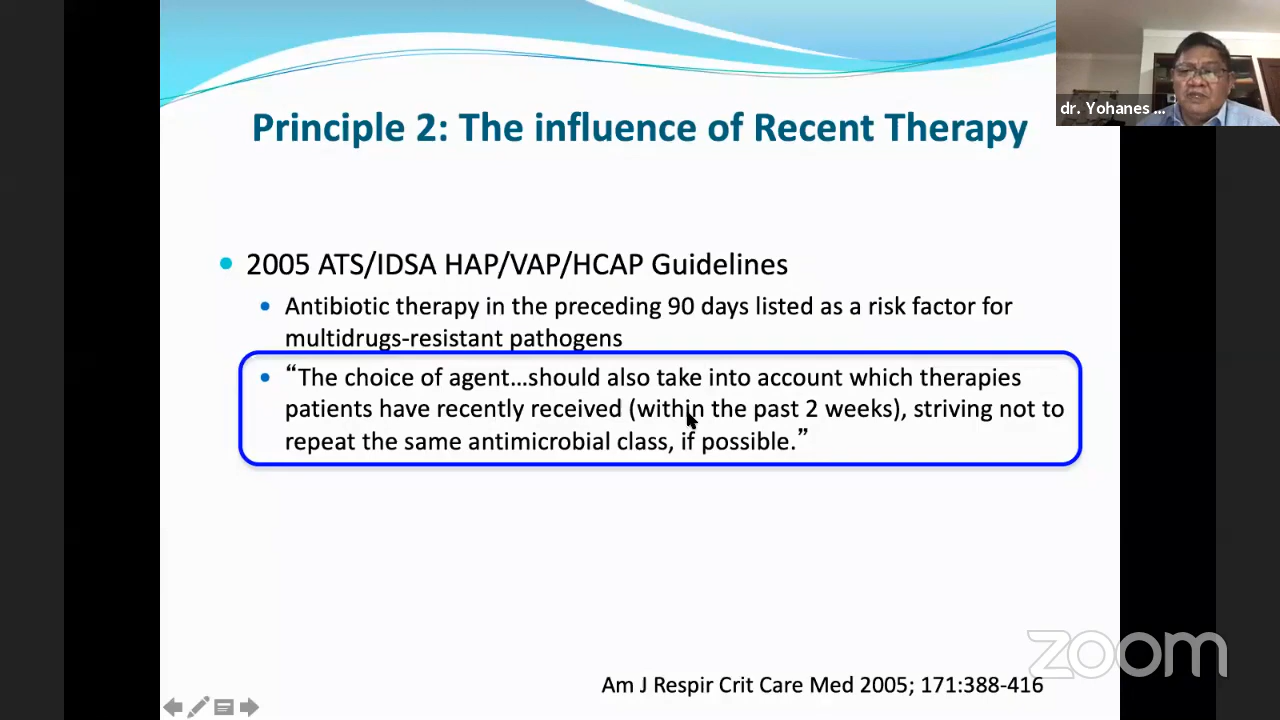 dr. Yohanes ...
Principle 2: The influence of Recent Therapy
2005 ATS/IDSA HAP/VAP/HCAP Guidelines
Antibiotic therapy in the preceding 90 days listed as a risk factor for
multidrugs-resistant pathogens
“The choice of agent...should also take into account which therapies
patients have recently received (within the past 2 weeks), striving not to
repeat the same antimicrobial class, if possible.”
zoom
Am J Respir Crit Care Med 2005; 171:388-416